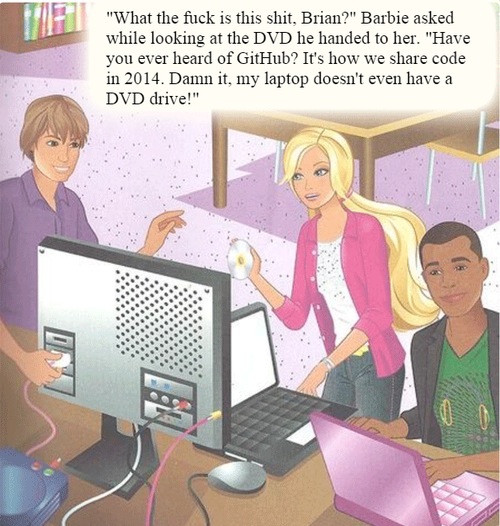 "What the fuck is this shit, Brian?" Barbie asked
while looking at the DVD he handed to her. "Have
you ever heard of GitHub? It's how we share code
in 2014. Damn it, my laptop doesn't even have a
DVD drive!"